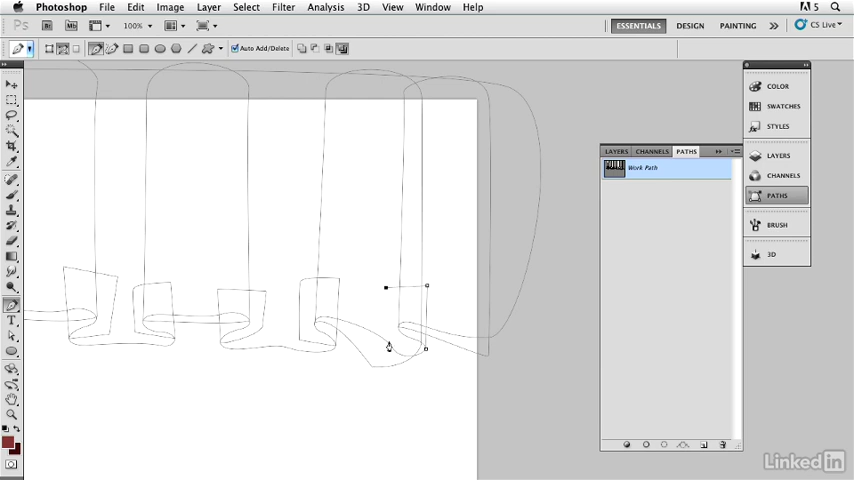 Photoshop File Edit Image Layer Select Filter Analysis 3D View Window Help
5
Ps Br Mb 100% ESSENTIALS DESIGN PAINTING CS Live
Auto Add/Delete
COLOR
SWATCHES
STYLES
LAYERS
CHANNELS
PATHS
BRUSH
3D
LAYERS CHANNELS PATHS
Work Path
T
Linked in